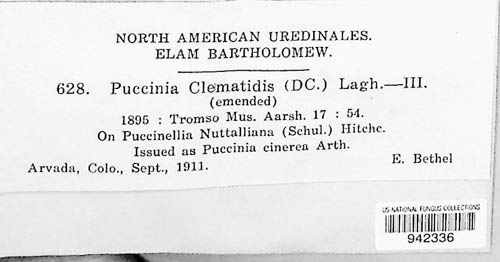 NORTH AMERICAN UREDINALES.
ELAM BARTHOLOMEW.
628. Puccinia Clematidis (DC.) Lagh.—III.
(emended)
1895 : Tromso Mus. Aarsh. 17 : 54.
On Puccinellia Nuttalliana (Schul.) Hitchc.
Issued as Puccinia cinerea Arth.
Arvada, Colo., Sept., 1911. E. Bethel
US NATIONAL FUNGUS COLLECTIONS
942336